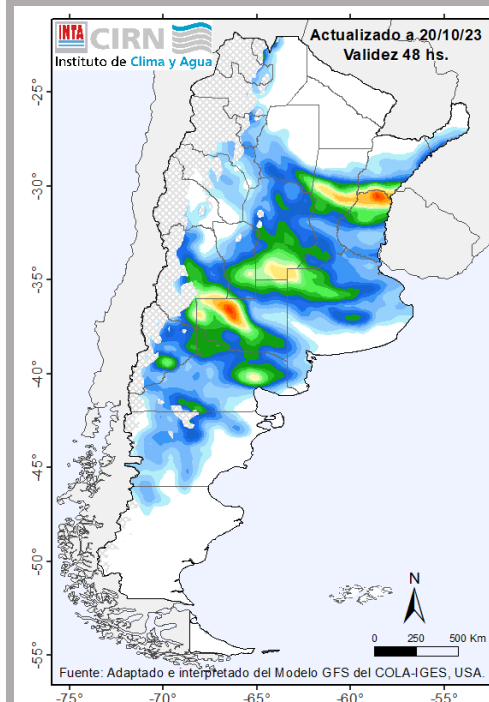 INTA CIRN
Instituto de Clima y Agua
Actualizado a 20/10/23
Validez 48 hs.
-25°
-30°
-35°
-40°
-45°
-50°
-55°
N
0 250 500 Km
Fuente: Adaptado e interpretado del Modelo GFS del COLA-IGES, USA.
-75° -70° -65° -60° -55°